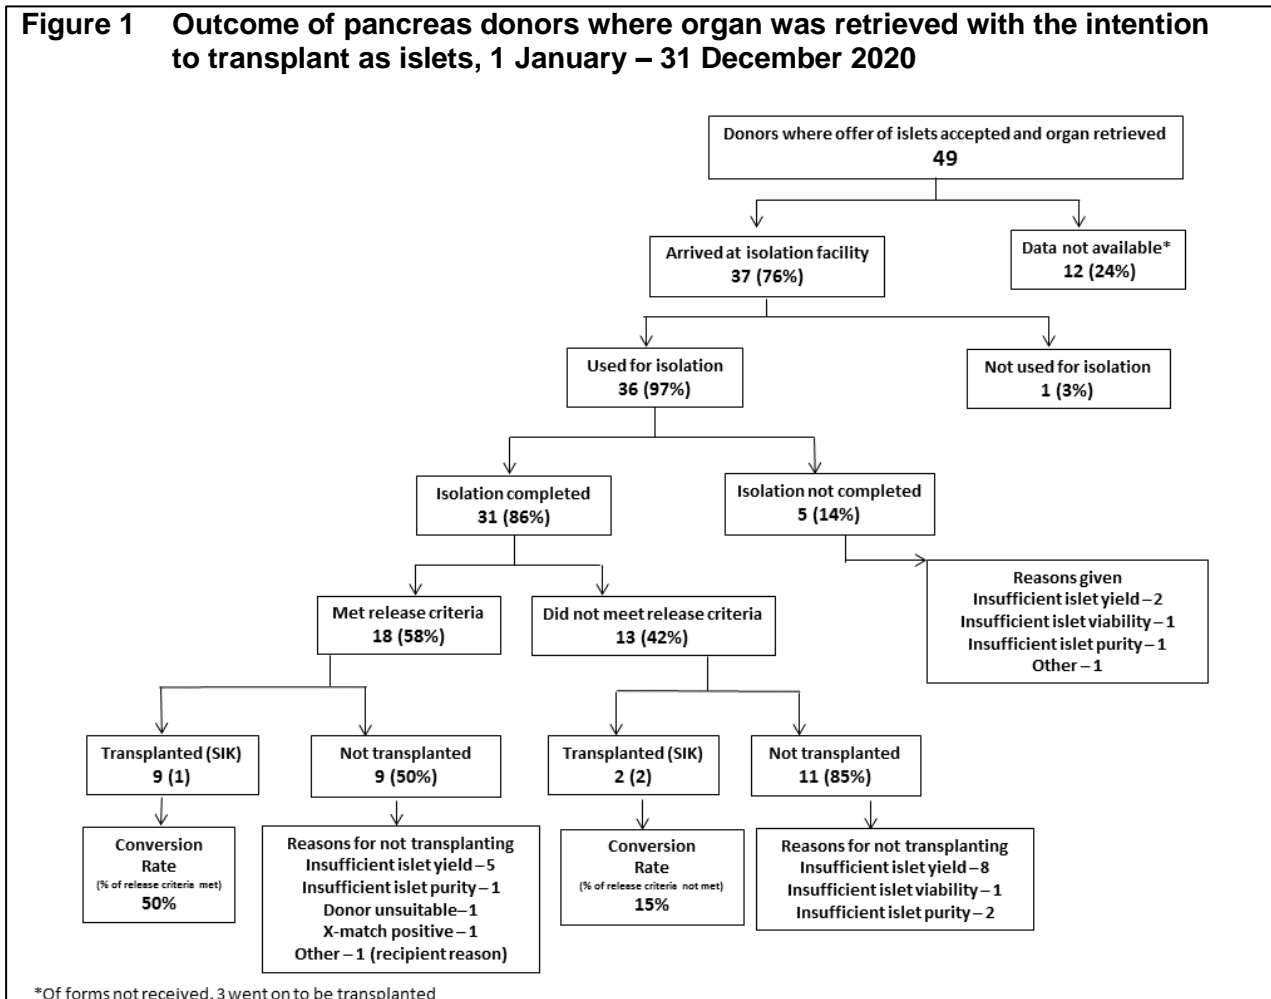 Figure 1 Outcome of pancreas donors where organ was retrieved with the intention
to transplant as islets, 1 January – 31 December 2020
Donors where offer of islets accepted and organ retrieved
49
Arrived at isolation facility
37 (76%)
Data not available*
12 (24%)
Used for isolation
36 (97%)
Not used for isolation
1 (3%)
Isolation completed
31 (86%)
Isolation not completed
5 (14%)
Reasons given
Insufficient islet yield – 2
Insufficient islet viability – 1
Insufficient islet purity – 1
Other – 1
Met release criteria
18 (58%)
Did not meet release criteria
13 (42%)
Transplanted (SIK)
9 (1)
Not transplanted
9 (50%)
Transplanted (SIK)
2 (2)
Not transplanted
11 (85%)
Conversion
Rate
(% of release criteria met)
50%
Reasons for not transplanting
Insufficient islet yield – 5
Insufficient islet purity – 1
Donor unsuitable– 1
X-match positive – 1
Other – 1 (recipient reason)
Conversion
Rate
(% of release criteria not met)
15%
Reasons for not transplanting
Insufficient islet yield – 8
Insufficient islet viability – 1
Insufficient islet purity – 2
*Of forms not received, 3 went on to be transplanted